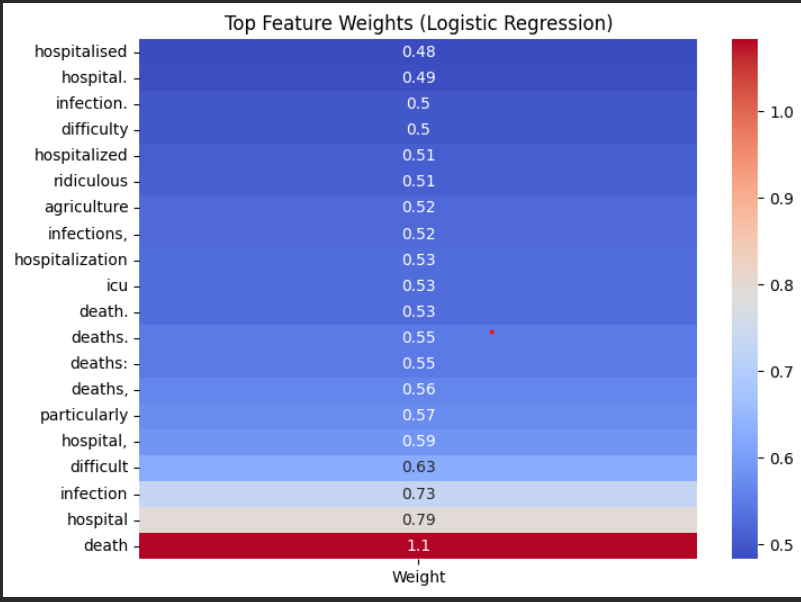 Top Feature Weights (Logistic Regression)
hospitalised 0.48
hospital. 0.49
infection. 0.5
difficulty 0.5
hospitalized 0.51
ridiculous 0.51
agriculture 0.52
infections, 0.52
hospitalization 0.53
icu 0.53
death. 0.53
deaths. 0.55
deaths: 0.55
deaths, 0.56
particularly 0.57
hospital, 0.59
difficult 0.63
infection 0.73
hospital 0.79
death 1.1
Weight
1.0
0.9
0.8
0.7
0.6
0.5